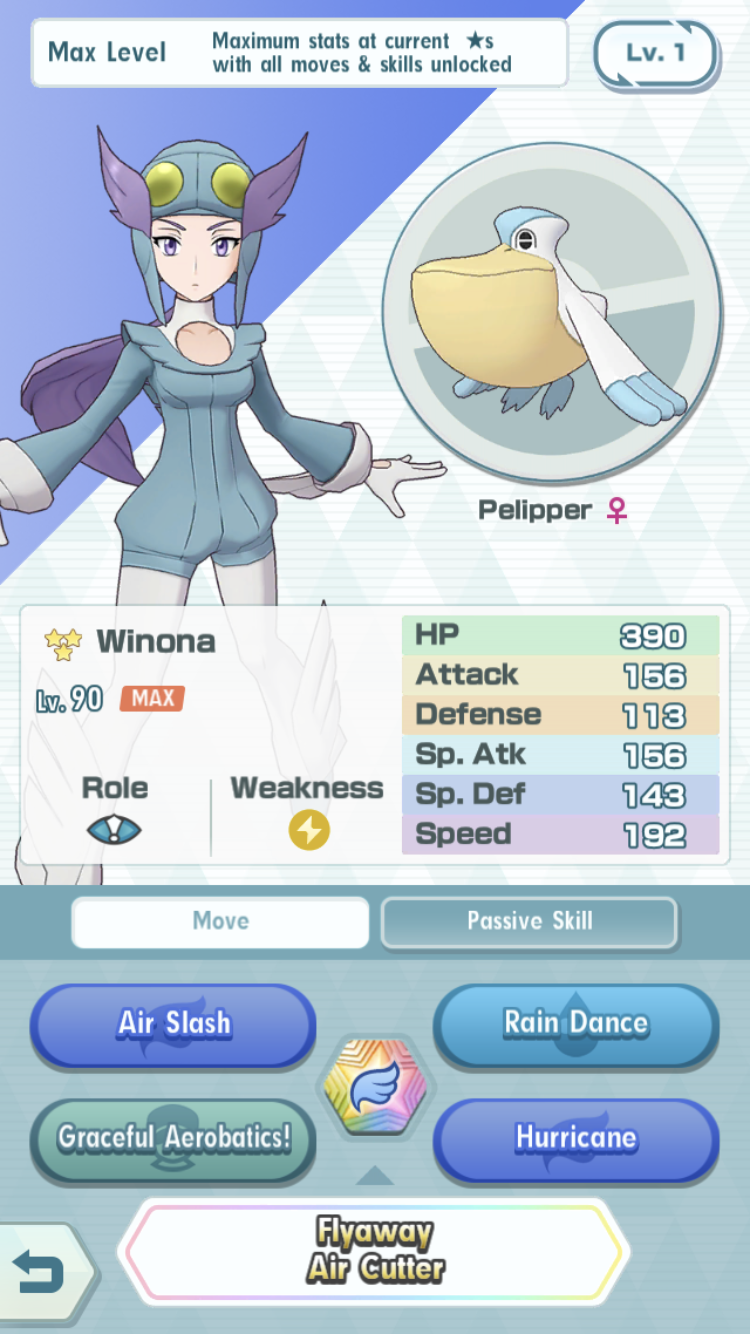 Max Level
Maximum stats at current ★s
with all moves & skills unlocked
Lv. 1
Pelipper ♀
Winona
Lv. 90 MAX
Role
Weakness
HP 390
Attack 156
Defense 113
Sp. Atk 156
Sp. Def 143
Speed 192
Move
Passive Skill
Air Slash
Rain Dance
Graceful Aerobatics!
Hurricane
Flyaway
Air Cutter